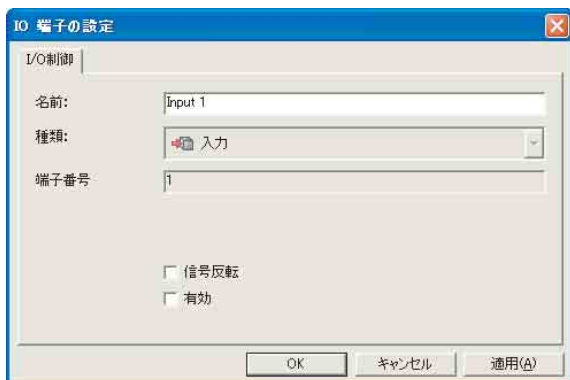 IO 端子の設定
I/O制御
名前: Input 1
種類: 入力
端子番号 1
信号反転
有効
OK キャンセル 適用(A)